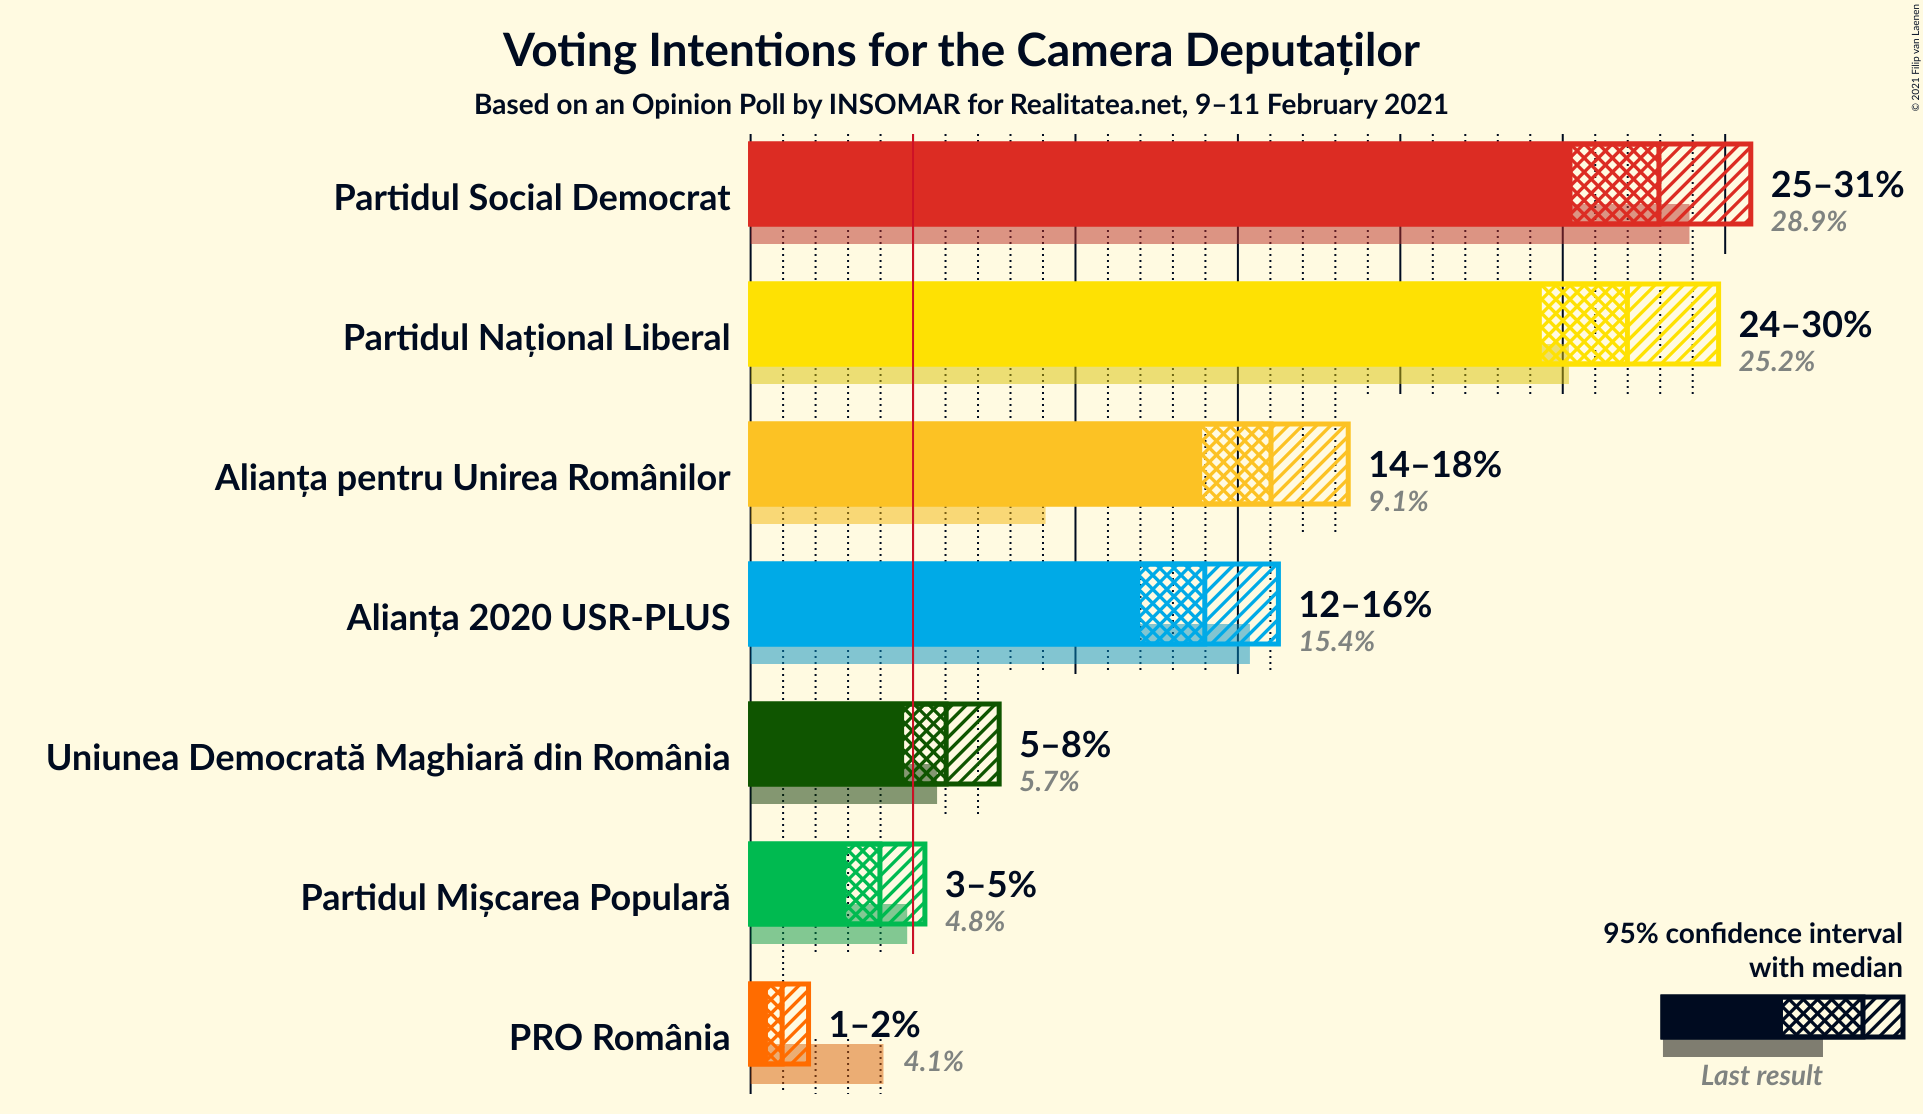 Voting Intentions for the Camera Deputaților
Based on an Opinion Poll by INSOMAR for Realitatea.net, 9–11 February 2021
© 2021 Filip van Laenen
Partidul Social Democrat
25–31%
28.9%
Partidul Național Liberal
24–30%
25.2%
Alianța pentru Unirea Românilor
14–18%
9.1%
Alianța 2020 USR-PLUS
12–16%
15.4%
Uniunea Democrată Maghiară din România
5–8%
5.7%
Partidul Mișcarea Populară
3–5%
4.8%
PRO România
1–2%
4.1%
95% confidence interval
with median
Last result